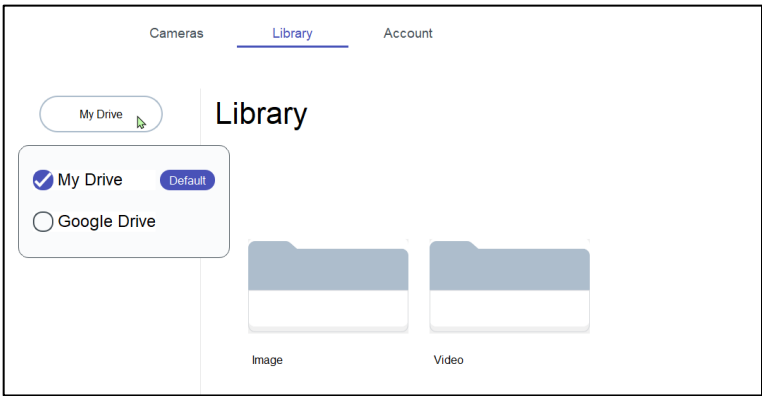 Cameras Library Account
My Drive
Library
My Drive Default
Google Drive
Image Video